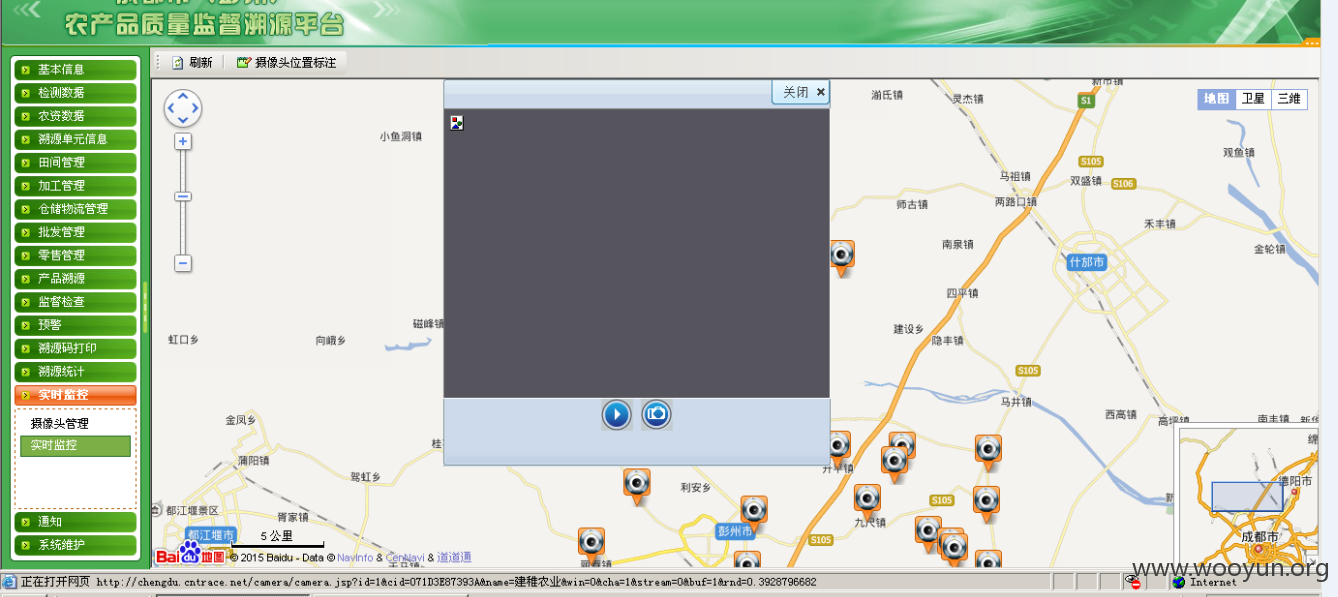 农产品质量监督溯源平台
刷新 摄像头位置标注
基本信息
检测数据
农资数据
溯源单元信息
田间管理
加工管理
仓储物流管理
批发管理
零售管理
产品溯源
监督检查
预警
溯源码打印
溯源统计
实时监控
摄像头管理
实时监控
通知
系统维护
关闭
地图 卫星 三维
小鱼洞镇
湔氐镇
灵杰镇
S1
新市镇
观鱼镇
S105
马祖镇
双盛镇
S106
师古镇
两路口镇
禾丰镇
南泉镇
金轮镇
什邡市
四平镇
磁峰镇
建设乡
隐丰镇
虹口乡
向峨乡
S105
马井镇
西高镇
金凤乡
南丰镇
蒲阳镇
驾虹乡
利安乡
都江堰景区
胥家镇
S105
九尺镇
彭州市
S105
都江堰市
5 公里
德阳市
成都市
Bai 地图 © 2015 Baidu - Data © NavInfo & CenNavi & 道道通
正在打开网页 http://chengdu.cntrace.net/camera/camera.jsp?id=1&cid=071D3E87393A&name=建稚农业&win=0&cha=1&stream=0&buf=1&rnd=0.3928796682
Internet
www.wooyun.org